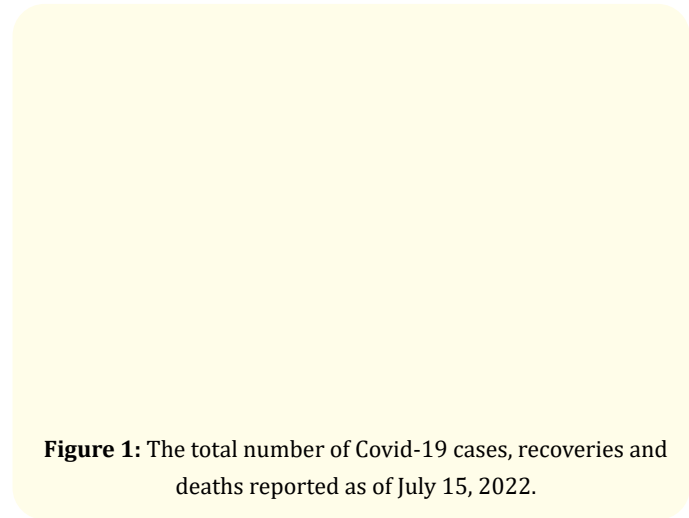 Figure 1: The total number of Covid-19 cases, recoveries and
deaths reported as of July 15, 2022.